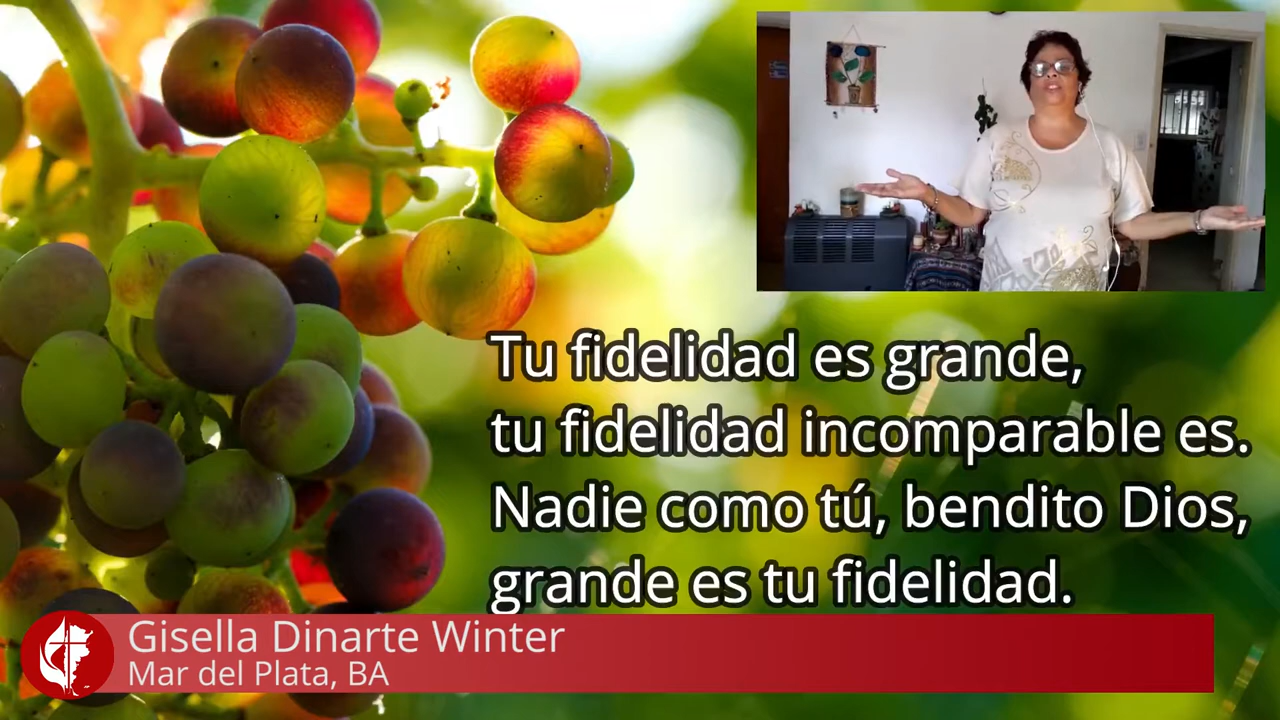 Tu fidelidad es grande,
tu fidelidad incomparable es.
Nadie como tú, bendito Dios,
grande es tu fidelidad.
Gisella Dinarte Winter
Mar del Plata, BA